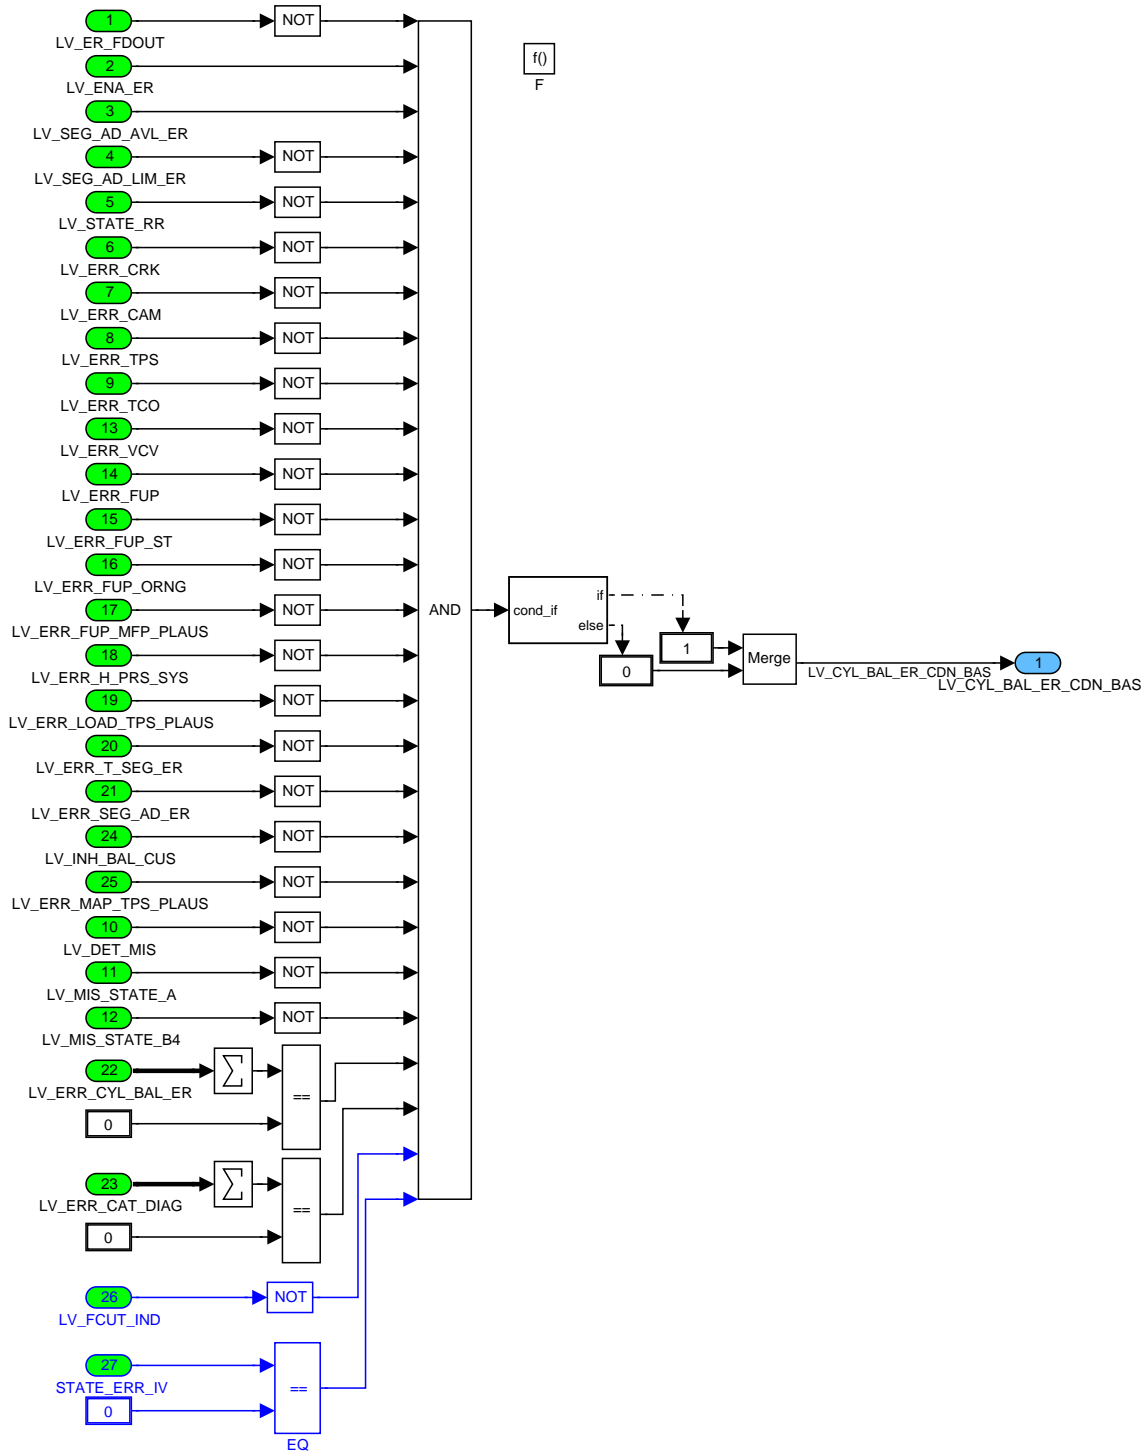 1 NOT
LV_ER_FDOUT
f()
F
2
LV_ENA_ER
3
LV_SEG_AD_AVL_ER
4 NOT
LV_SEG_AD_LIM_ER
5 NOT
LV_STATE_RR
6 NOT
LV_ERR_CRK
7 NOT
LV_ERR_CAM
8 NOT
LV_ERR_TPS
9 NOT
LV_ERR_TCO
13 NOT
LV_ERR_VCV
14 NOT
LV_ERR_FUP
15 NOT
LV_ERR_FUP_ST
16 NOT
LV_ERR_FUP_ORNG
17 NOT
LV_ERR_FUP_MFP_PLAUS
18 NOT
LV_ERR_H_PRS_SYS
19 NOT
LV_ERR_LOAD_TPS_PLAUS
20 NOT
LV_ERR_T_SEG_ER
21 NOT
LV_ERR_SEG_AD_ER
24 NOT
LV_INH_BAL_CUS
25 NOT
LV_ERR_MAP_TPS_PLAUS
10 NOT
LV_DET_MIS
11 NOT
LV_MIS_STATE_A
12 NOT
LV_MIS_STATE_B4
22 ∑ ==
LV_ERR_CYL_BAL_ER
0
23 ∑ ==
LV_ERR_CAT_DIAG
0
26 NOT
LV_FCUT_IND
27 ==
STATE_ERR_IV
0
EQ
AND
cond_if
if
else
1
0
Merge
LV_CYL_BAL_ER_CDN_BAS
1
LV_CYL_BAL_ER_CDN_BAS